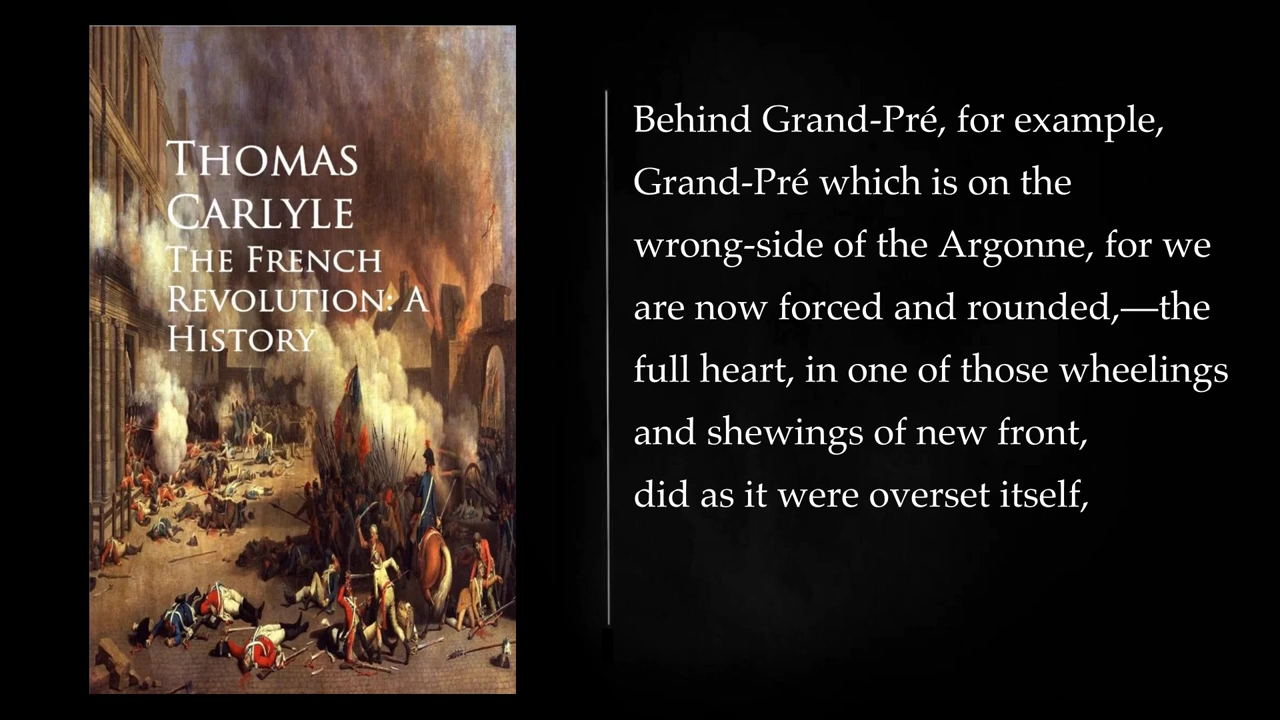 THOMAS
CARLYLE
THE FRENCH
REVOLUTION: A
HISTORY
Behind Grand-Pré, for example,
Grand-Pré which is on the
wrong-side of the Argonne, for we
are now forced and rounded,—the
full heart, in one of those wheelings
and shewings of new front,
did as it were overset itself,